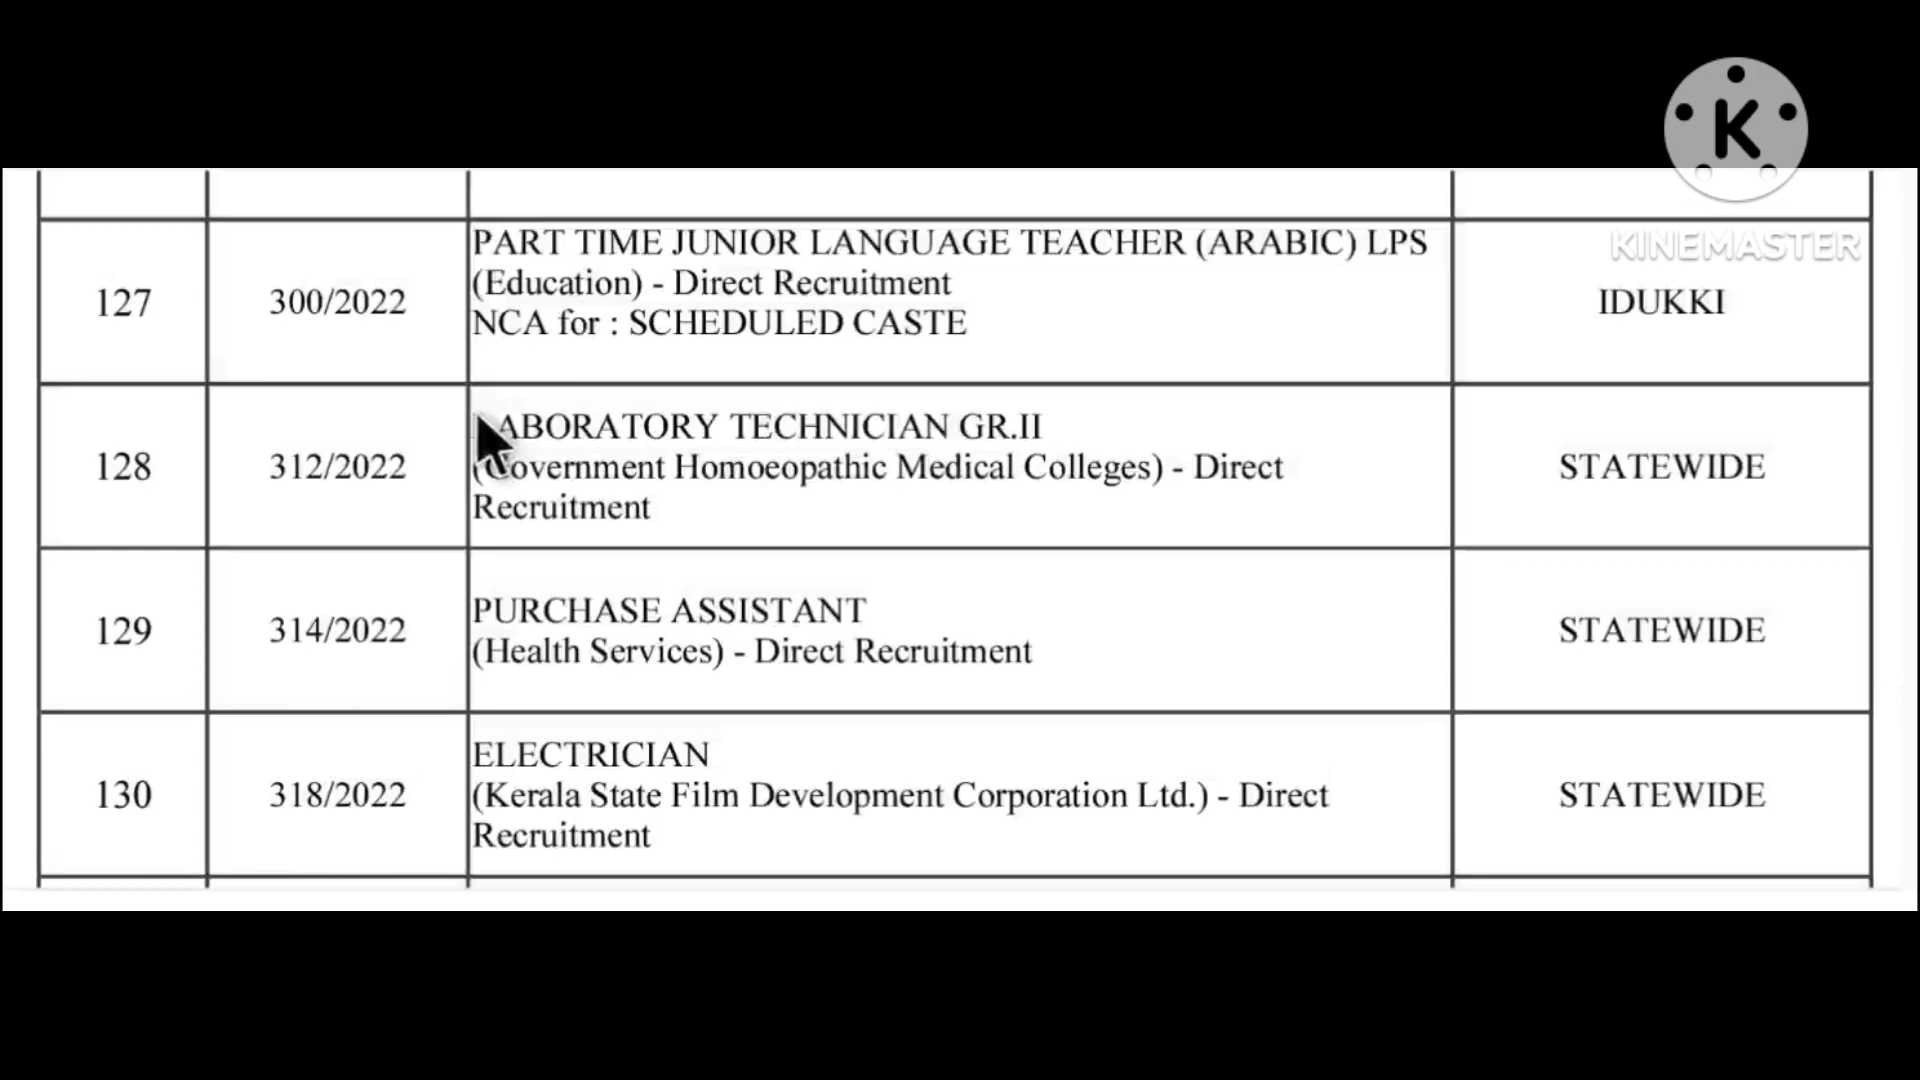 K
KINEMASTER
127
300/2022
PART TIME JUNIOR LANGUAGE TEACHER (ARABIC) LPS
(Education) - Direct Recruitment
NCA for : SCHEDULED CASTE
IDUKKI
128
312/2022
LABORATORY TECHNICIAN GR.II
(Government Homoeopathic Medical Colleges) - Direct
Recruitment
STATEWIDE
129
314/2022
PURCHASE ASSISTANT
(Health Services) - Direct Recruitment
STATEWIDE
130
318/2022
ELECTRICIAN
(Kerala State Film Development Corporation Ltd.) - Direct
Recruitment
STATEWIDE